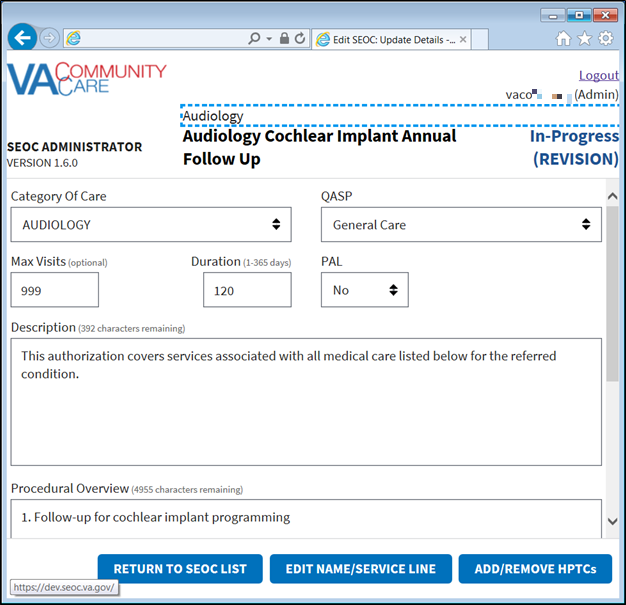 Edit SEOC: Update Details -...
VA COMMUNITY CARE
Logout
vaco (Admin)
Audiology
SEOC ADMINISTRATOR
VERSION 1.6.0
Audiology Cochlear Implant Annual
Follow Up
In-Progress
(REVISION)
Category Of Care
QASP
AUDIOLOGY
General Care
Max Visits (optional)
Duration (1-365 days)
PAL
999
120
No
Description (392 characters remaining)
This authorization covers services associated with all medical care listed below for the referred
condition.
Procedural Overview (4955 characters remaining)
1. Follow-up for cochlear implant programming
RETURN TO SEOC LIST
EDIT NAME/SERVICE LINE
ADD/REMOVE HPTCs
https://dev.seoc.va.gov/